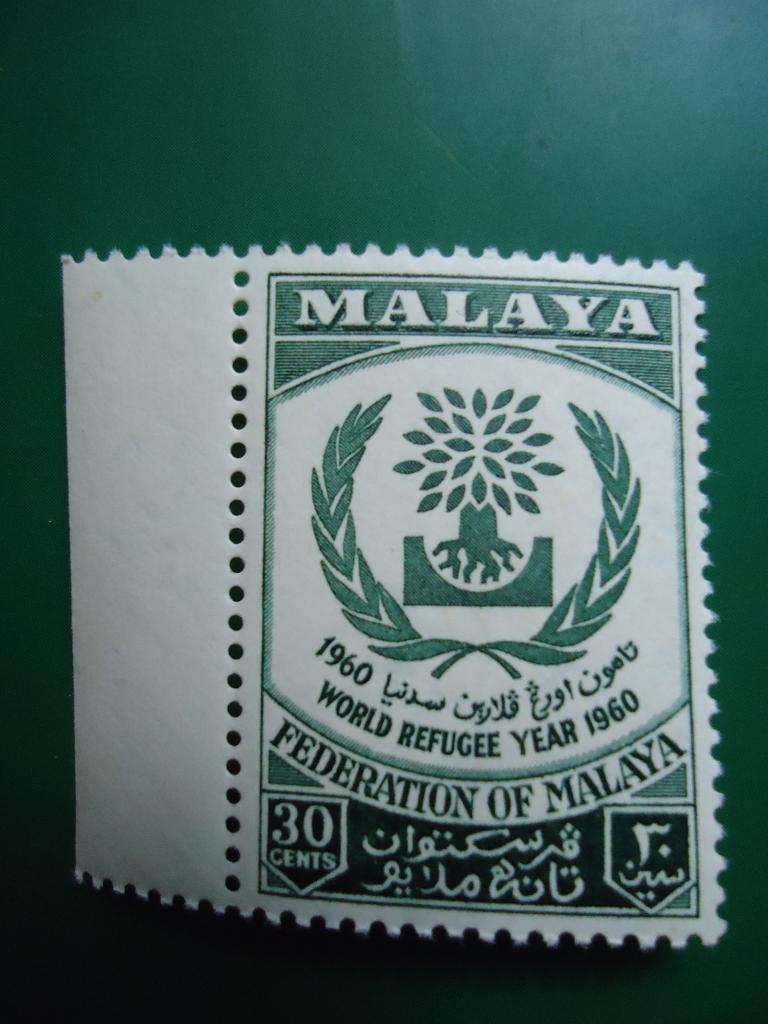 MALAYA
تاهون اورڠ ڤلارين سدنيا 1960
WORLD REFUGEE YEAR 1960
FEDERATION OF MALAYA
30
CENTS
ڤرسکتوان
تانه ملايو
٣٠
سين